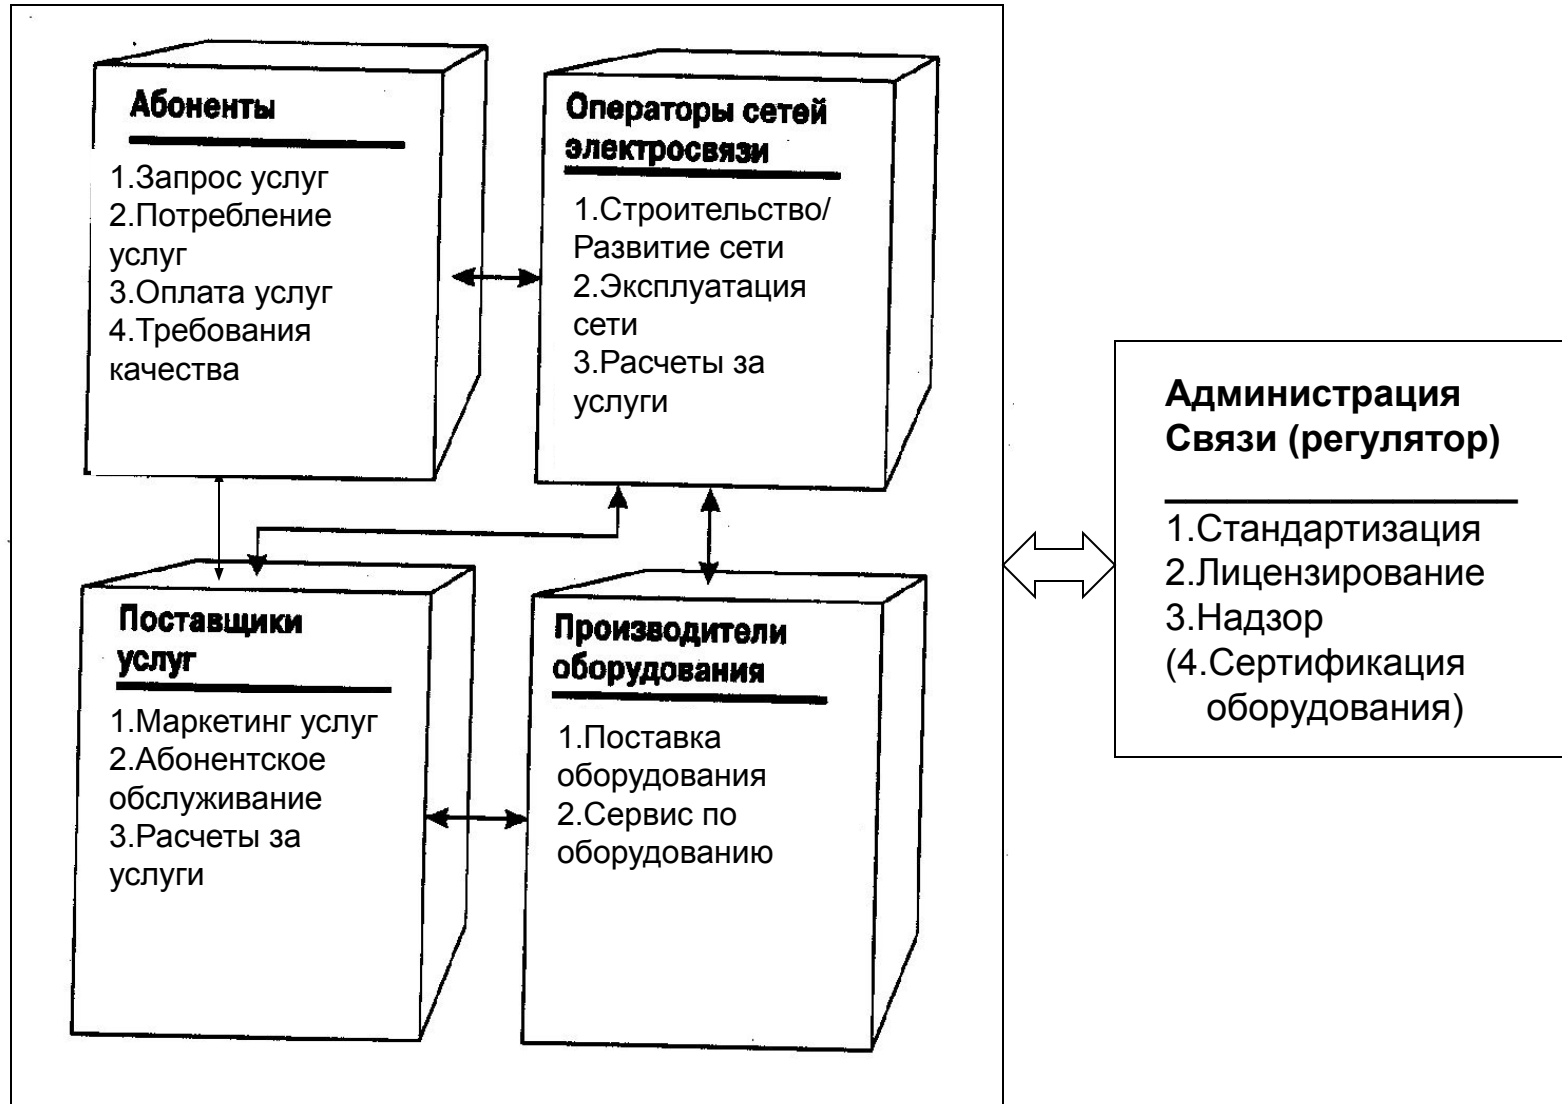 Абоненты
1.Запрос услуг
2.Потребление
услуг
3.Оплата услуг
4.Требования
качества
Операторы сетей
электросвязи
1.Строительство/
Развитие сети
2.Эксплуатация
сети
3.Расчеты за
услуги
Поставщики
услуг
1.Маркетинг услуг
2.Абонентское
обслуживание
3.Расчеты за
услуги
Производители
оборудования
1.Поставка
оборудования
2.Сервис по
оборудованию
Администрация
Связи (регулятор)
1.Стандартизация
2.Лицензирование
3.Надзор
(4.Сертификация
оборудования)